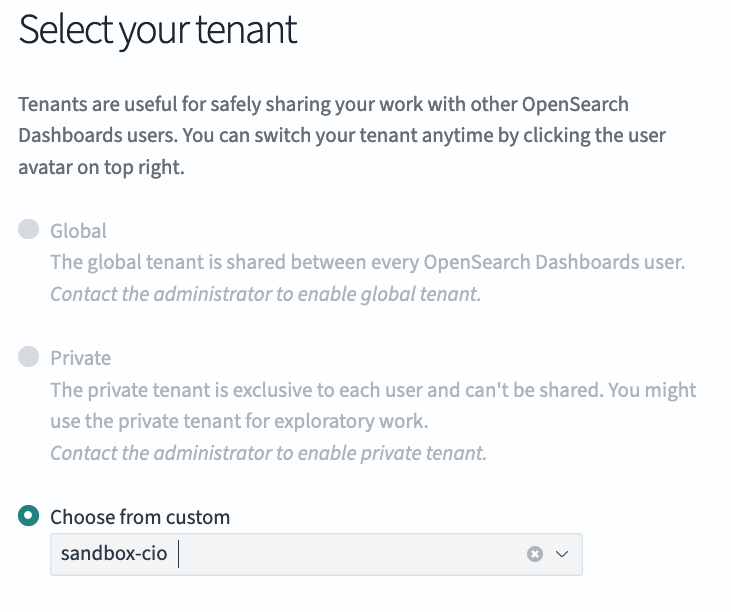 Select your tenant
Tenants are useful for safely sharing your work with other OpenSearch
Dashboards users. You can switch your tenant anytime by clicking the user
avatar on top right.
Global
The global tenant is shared between every OpenSearch Dashboards user.
Contact the administrator to enable global tenant.
Private
The private tenant is exclusive to each user and can't be shared. You might
use the private tenant for exploratory work.
Contact the administrator to enable private tenant.
Choose from custom
sandbox-cio